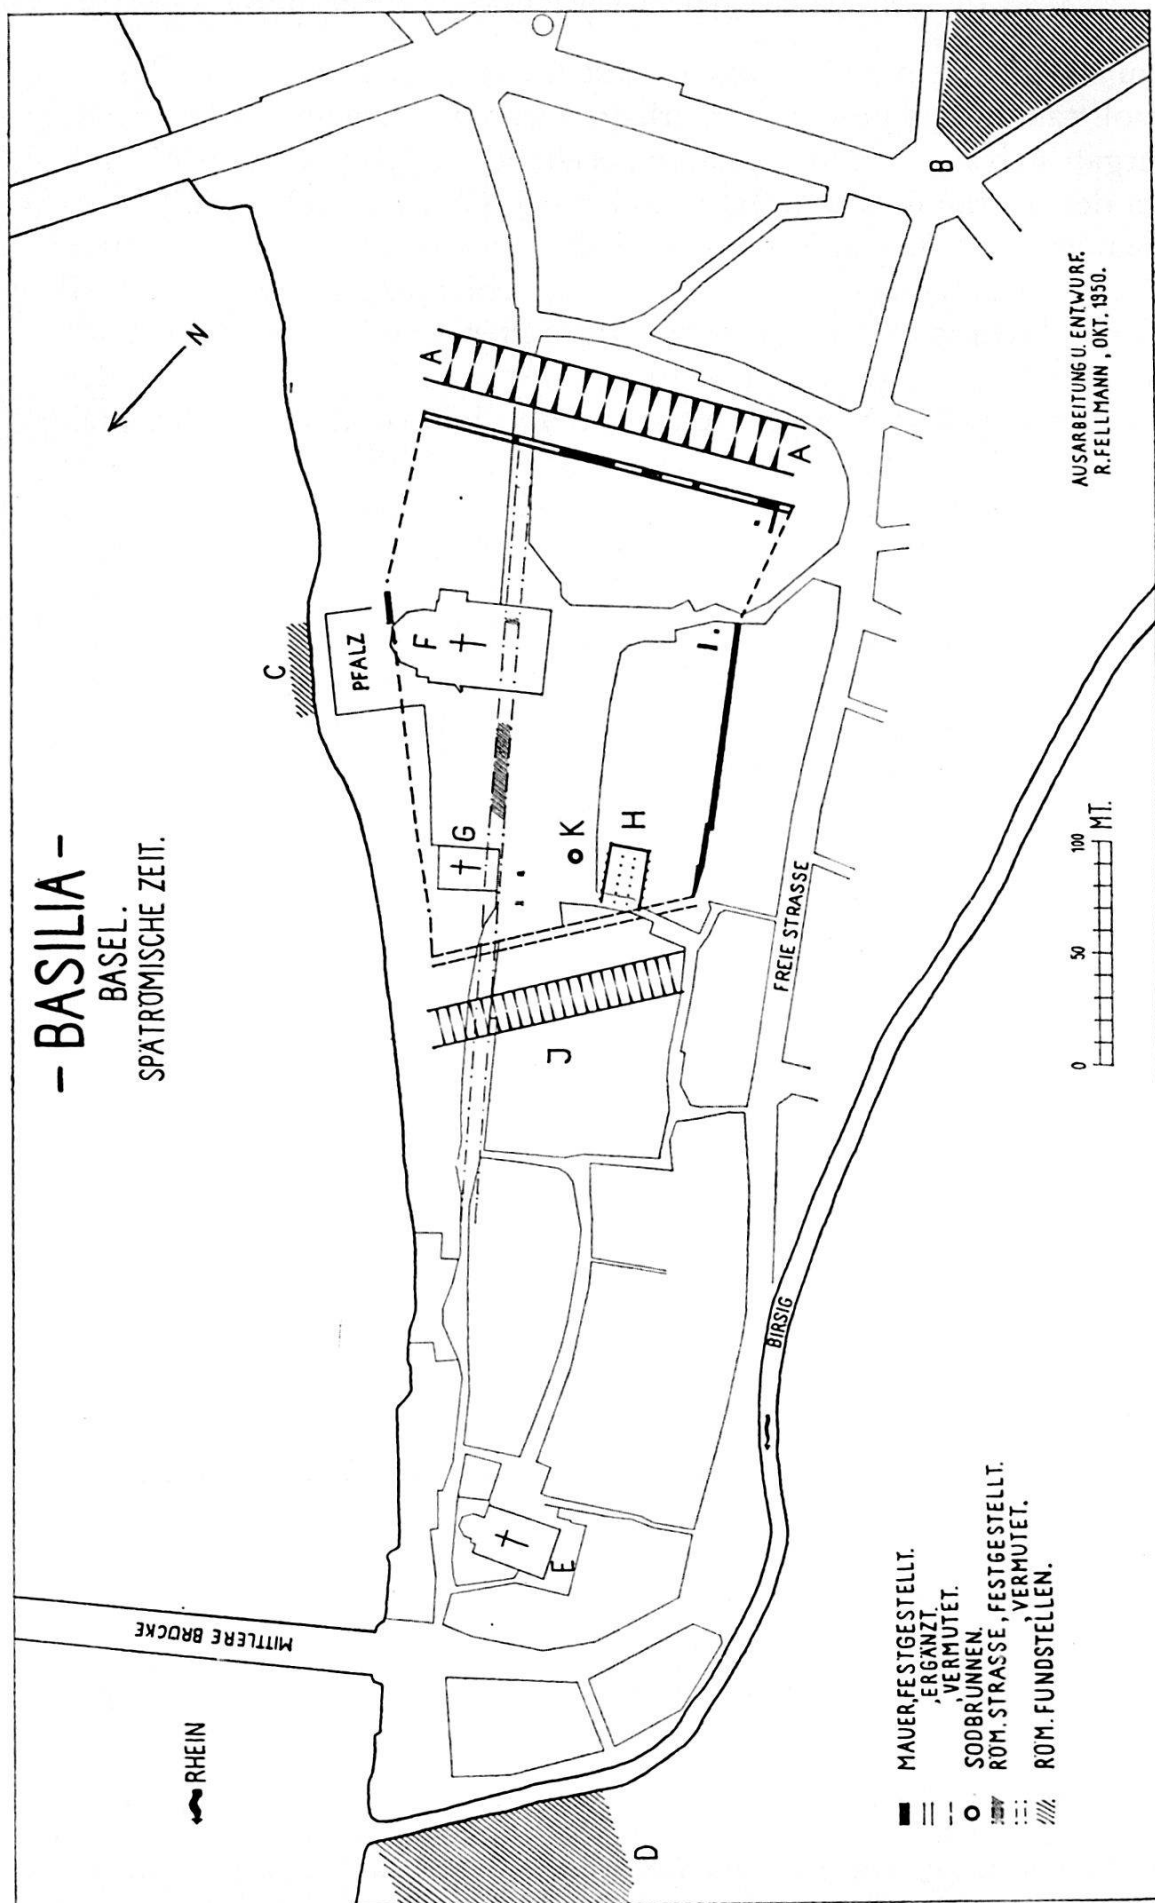 - BASILIA -
BASEL.
SPÄTRÖMISCHE ZEIT.
N
A
A
B
C
PFALZ
F
G
K
H
I.
J
FREIE STRASSE
BIRSIG
E
MITTLERE BRÜCKE
RHEIN
D
MAUER, FESTGESTELLT.
, ERGÄNZT.
, VERMUTET.
SODBRUNNEN.
RÖM. STRASSE, FESTGESTELLT.
, VERMUTET.
RÖM. FUNDSTELLEN.
0 50 100 MT.
AUSARBEITUNG U. ENTWURF.
R. FELLMANN, OKT. 1950.